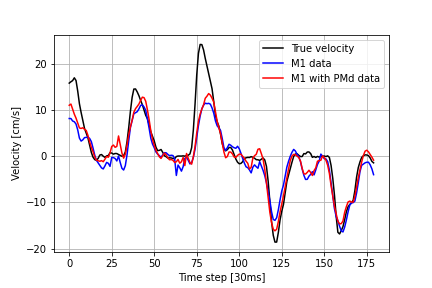 True velocity
M1 data
M1 with PMd data
Velocity [cm/s]
20
10
0
−10
−20
0
25
50
75
100
125
150
175
Time step [30ms]